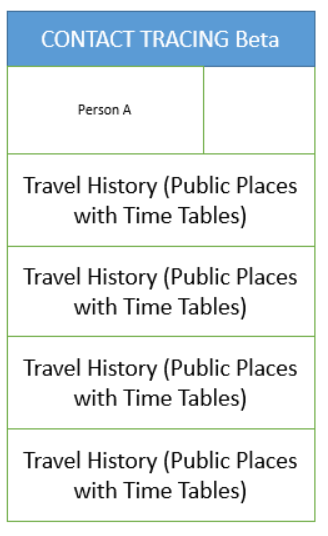 CONTACT TRACING Beta
Person A
Travel History (Public Places
with Time Tables)
Travel History (Public Places
with Time Tables)
Travel History (Public Places
with Time Tables)
Travel History (Public Places
with Time Tables)